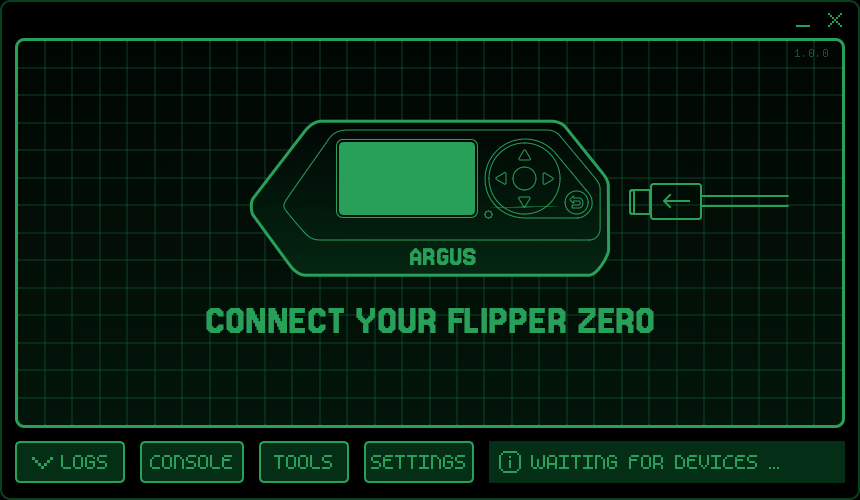 1.0.0
ARGUS
CONNECT YOUR FLIPPER ZERO
LOGS
CONSOLE
TOOLS
SETTINGS
WAITING FOR DEVICES ...